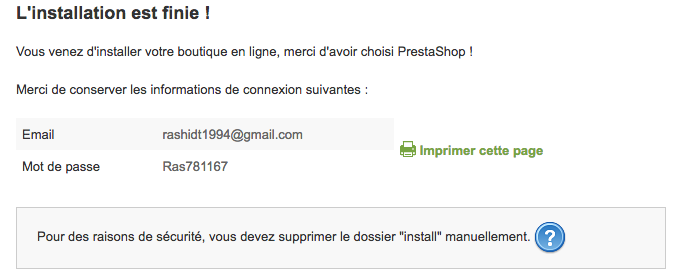 L'installation est finie !
Vous venez d'installer votre boutique en ligne, merci d'avoir choisi PrestaShop !
Merci de conserver les informations de connexion suivantes :
Email rashidt1994@gmail.com
Imprimer cette page
Mot de passe Ras781167
Pour des raisons de sécurité, vous devez supprimer le dossier "install" manuellement. ?